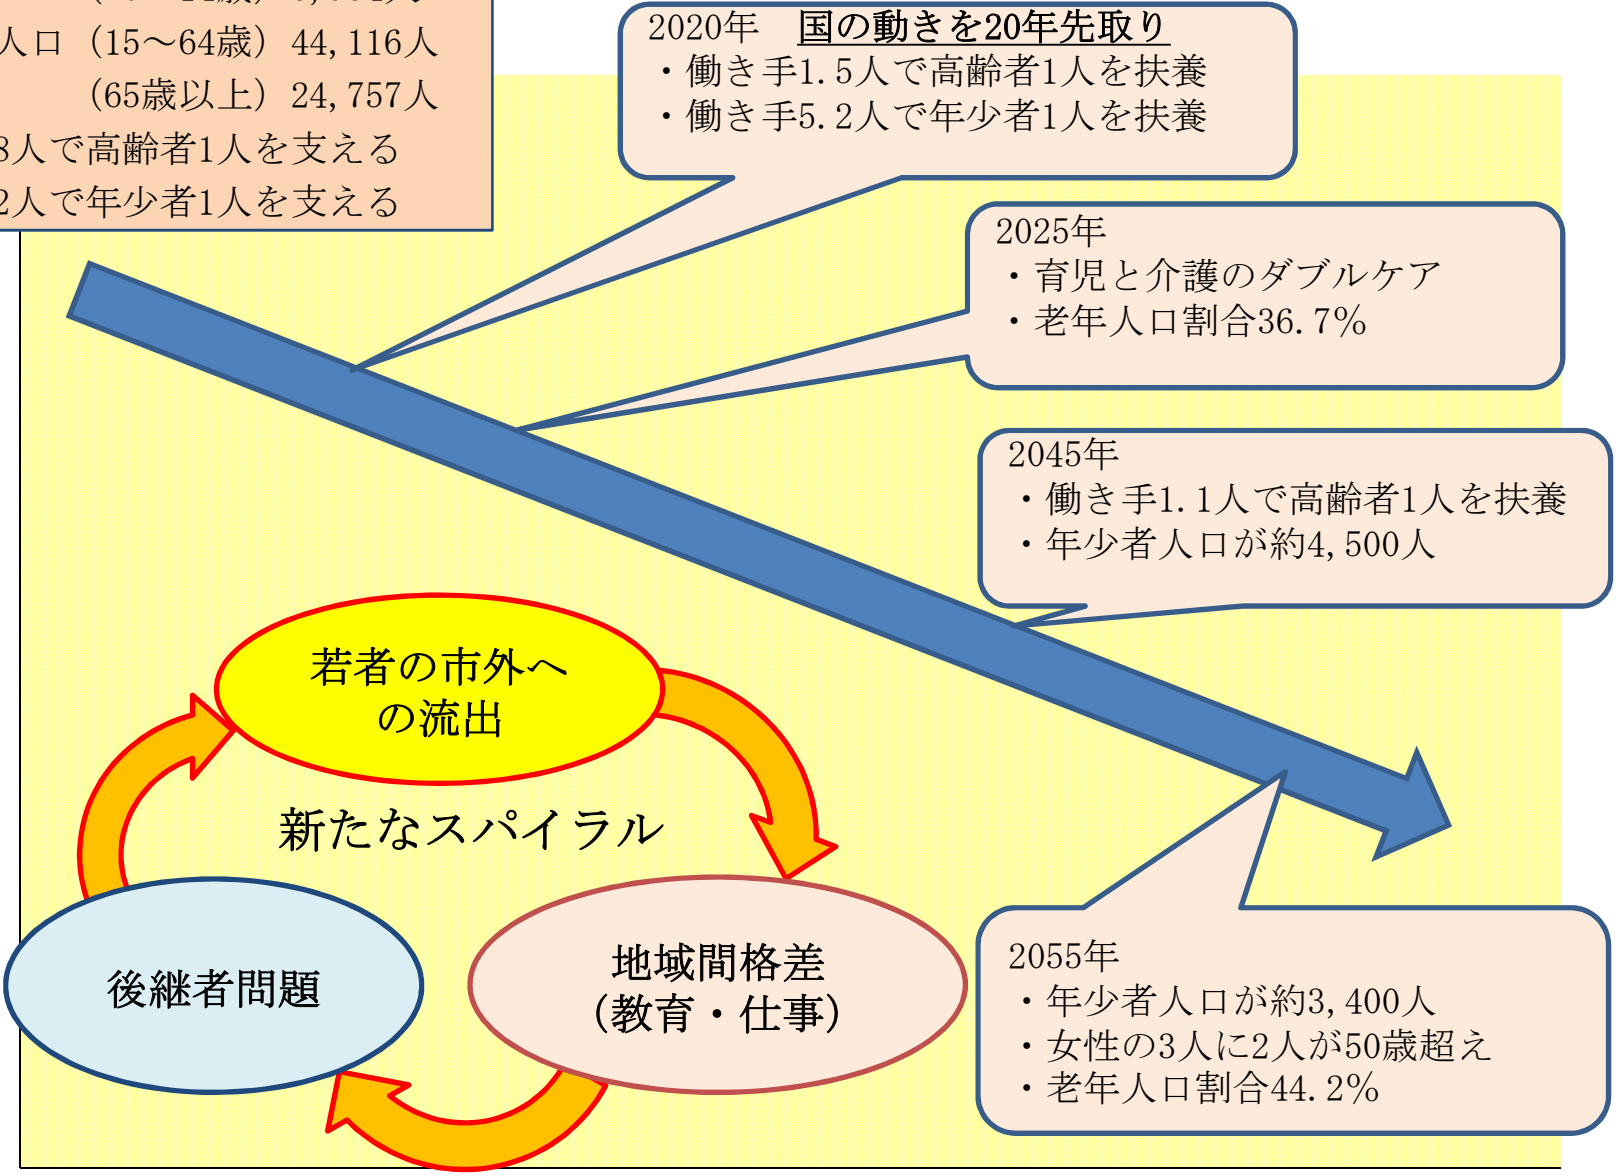 人口（15～64歳）44,116人
（65歳以上）24,757人
8人で高齢者1人を支える
2人で年少者1人を支える
2020年　国の動きを20年先取り
・働き手1.5人で高齢者1人を扶養
・働き手5.2人で年少者1人を扶養
2025年
・育児と介護のダブルケア
・老年人口割合36.7％
2045年
・働き手1.1人で高齢者1人を扶養
・年少者人口が約4,500人
若者の市外へ
の流出
新たなスパイラル
後継者問題
地域間格差
（教育・仕事）
2055年
・年少者人口が約3,400人
・女性の3人に2人が50歳超え
・老年人口割合44.2％